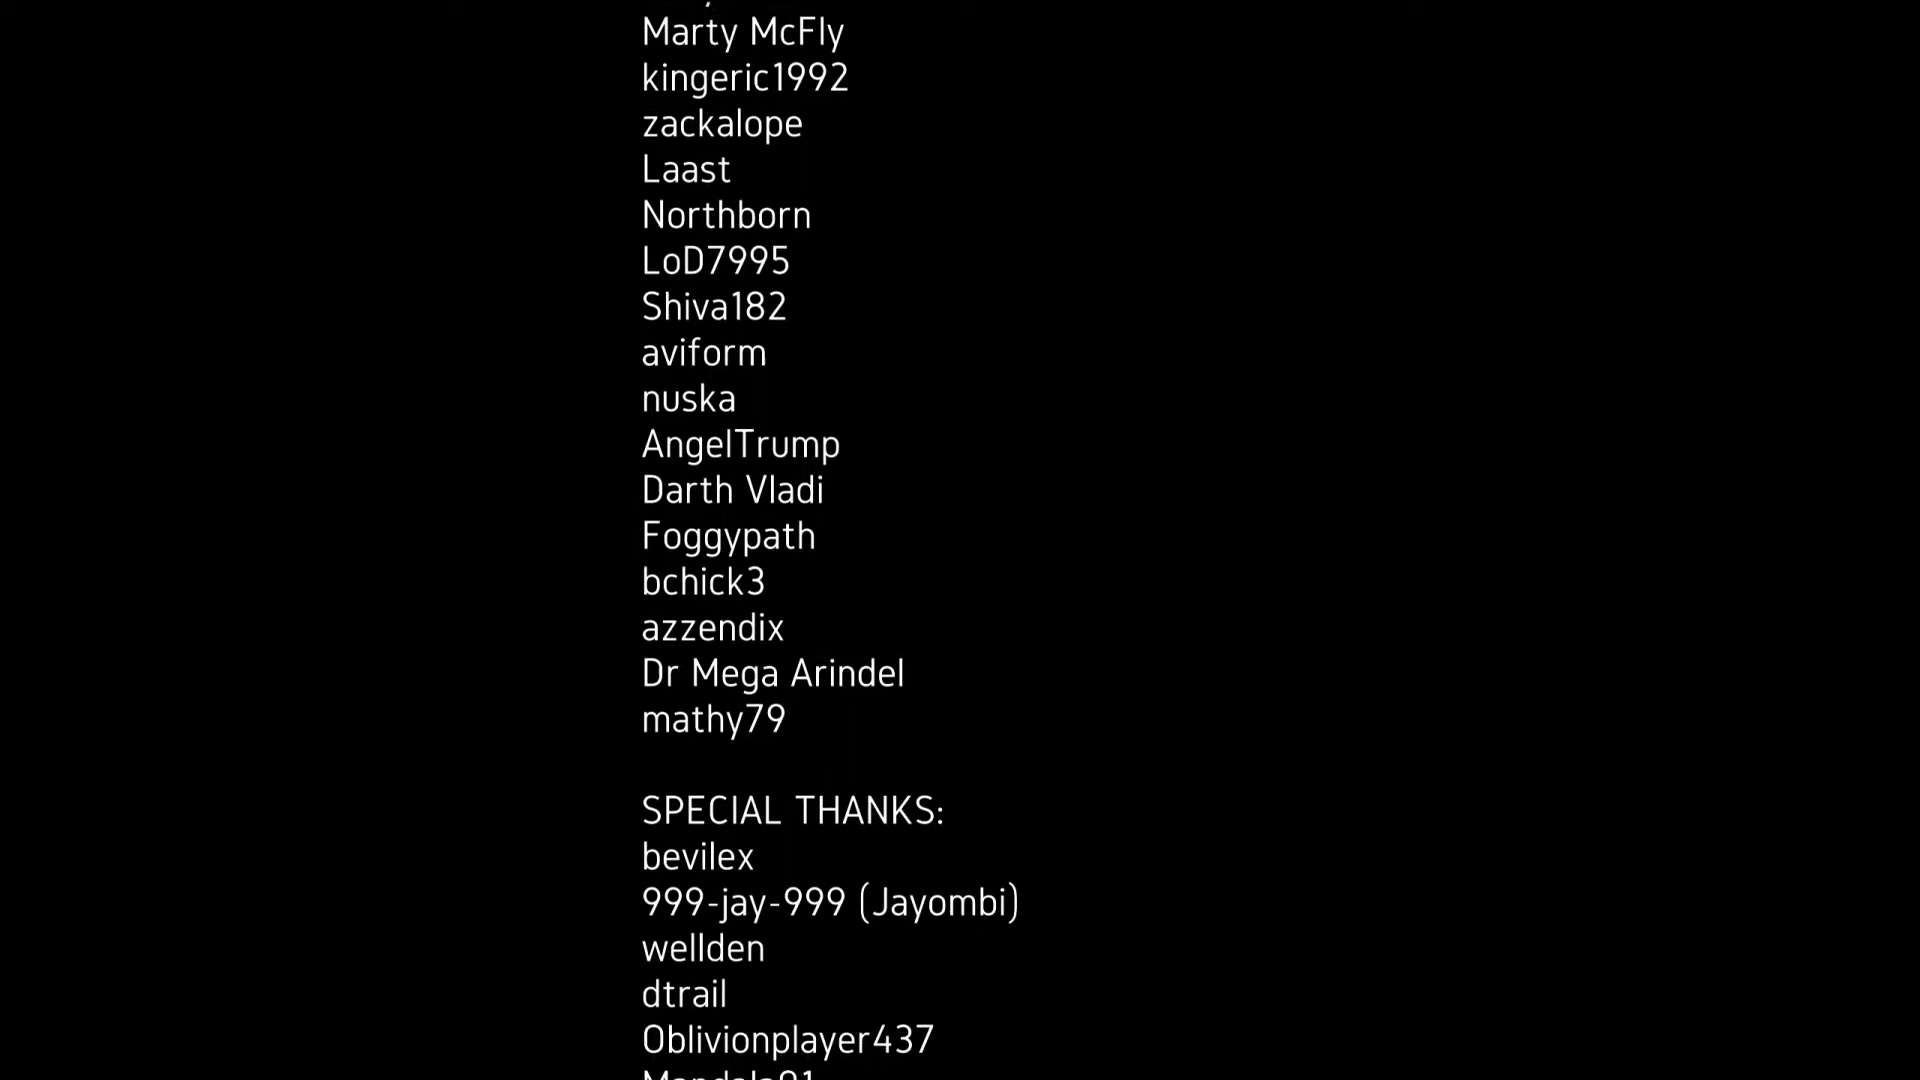 Marty McFly
kingeric1992
zackalope
Laast
Northborn
LoD7995
Shiva182
aviform
nuska
AngelTrump
Darth Vladi
Foggypath
bchick3
azzendix
Dr Mega Arindel
mathy79
SPECIAL THANKS:
bevilex
999-jay-999 (Jayombi)
wellden
dtrail
Oblivionplayer437